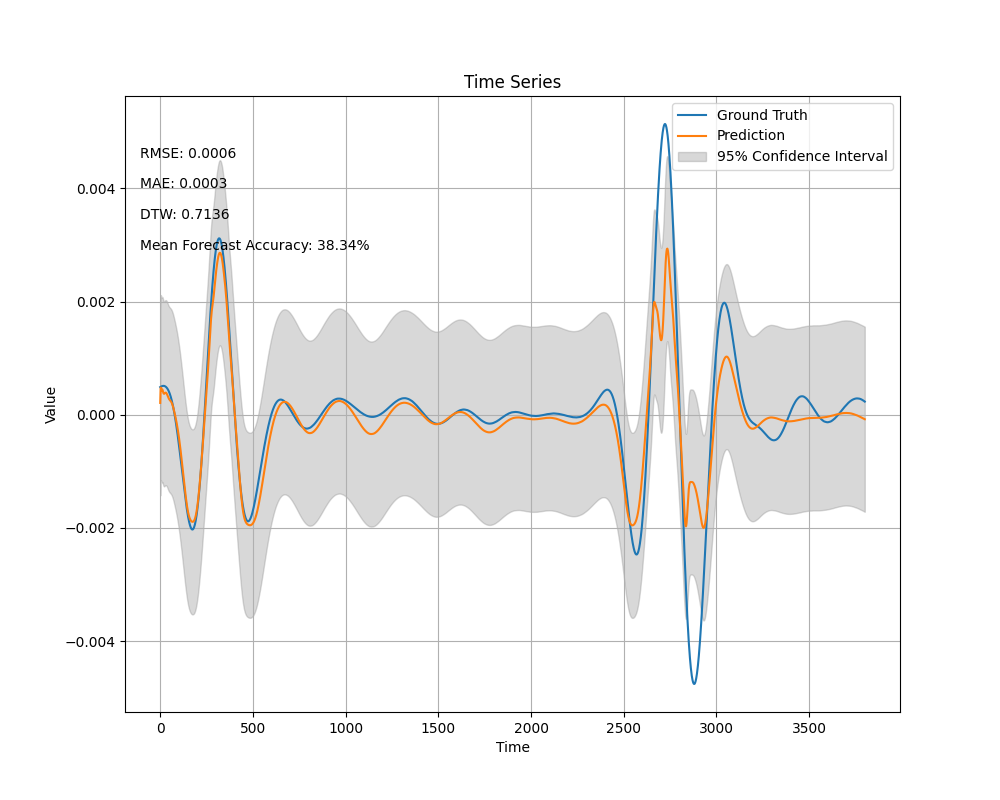 Time Series
Ground Truth
Prediction
95% Confidence Interval
RMSE: 0.0006
MAE: 0.0003
DTW: 0.7136
Mean Forecast Accuracy: 38.34%
Value
0.004
0.002
0.000
−0.002
−0.004
0 500 1000 1500 2000 2500 3000 3500
Time